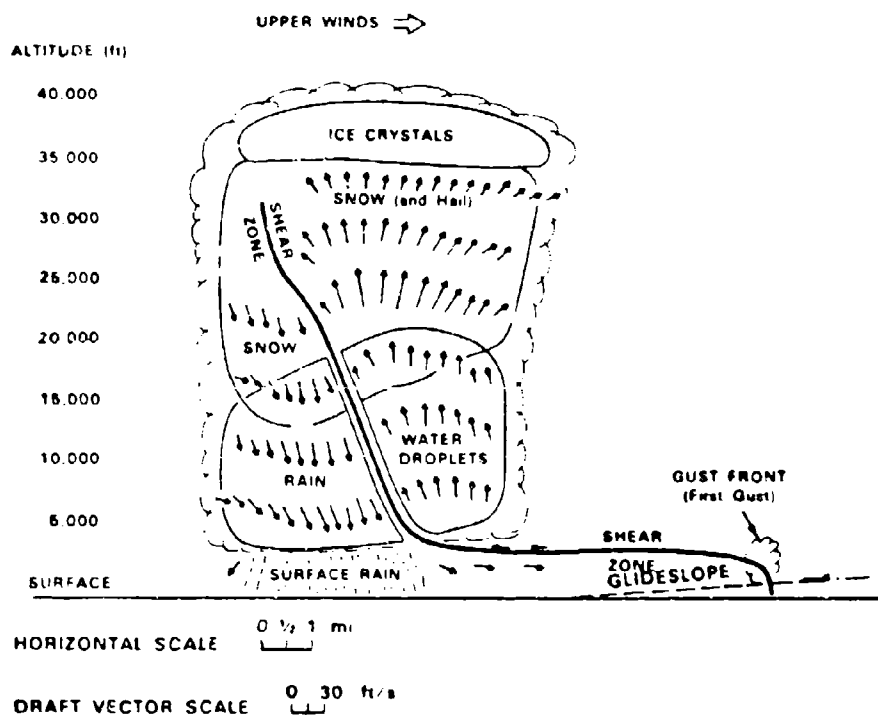 UPPER WINDS
ALTITUDE (ft)
40.000
ICE CRYSTALS
35.000
SNOW (and Hail)
30.000
SHEAR
ZONE
25.000
20.000
SNOW
15.000
WATER
DROPLETS
10.000
RAIN
GUST FRONT
(First Gust)
5.000
SHEAR
ZONE
GLIDESLOPE
SURFACE
SURFACE RAIN
0 ½ 1 mi
HORIZONTAL SCALE
0 30 ft/s
DRAFT VECTOR SCALE